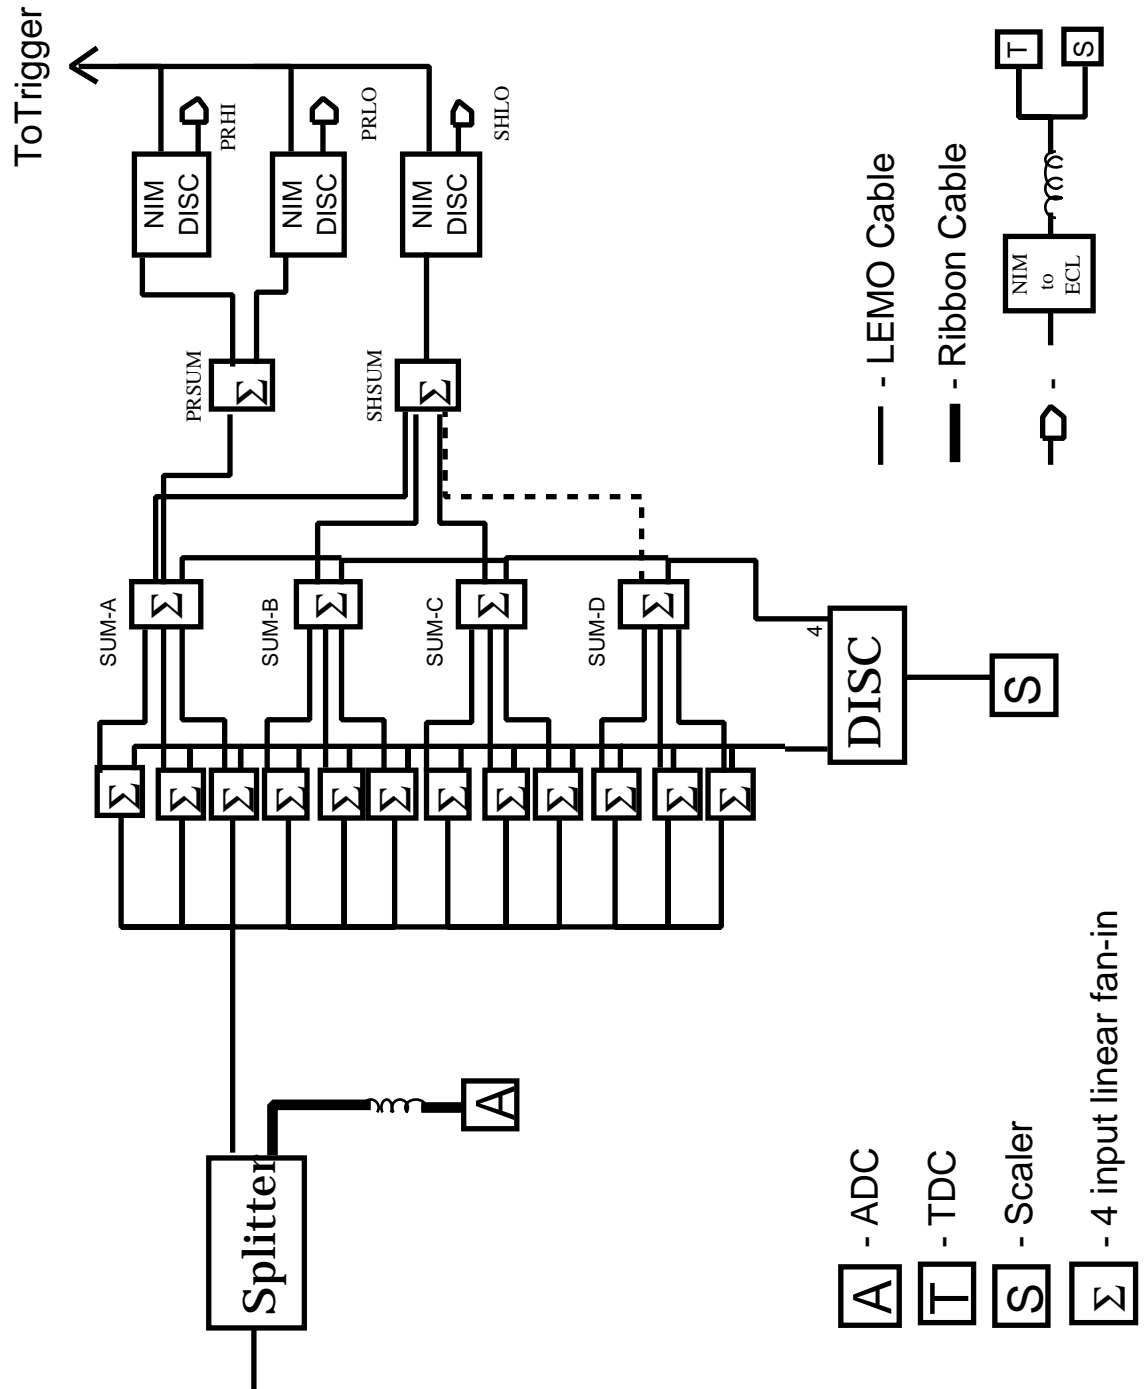 ToTrigger
NIM
DISC
PRHI
NIM
DISC
PRLO
NIM
DISC
SHLO
PRSUM
Σ
SHSUM
Σ
SUM-A
Σ
SUM-B
Σ
SUM-C
Σ
SUM-D
Σ
Σ
Σ
Σ
Σ
Σ
Σ
Σ
Σ
Σ
Σ
Σ
Σ
4
DISC
S
Splitter
A
T
S
NIM
to
ECL
- LEMO Cable
- Ribbon Cable
-
A - ADC
T - TDC
S - Scaler
Σ - 4 input linear fan-in